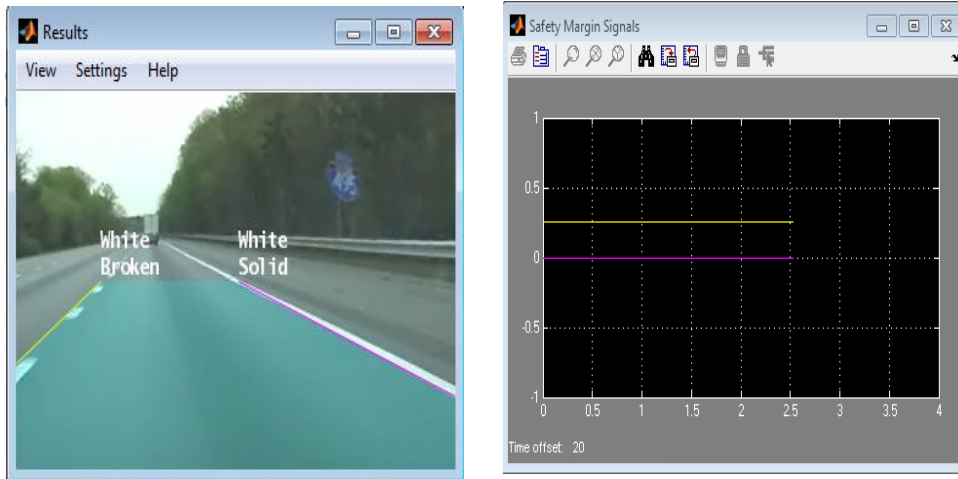 Results
View Settings Help
White
Broken
White
Solid
Safety Margin Signals
1
0.5
0
-0.5
-1
0 0.5 1 1.5 2 2.5 3 3.5 4
Time offset: 20